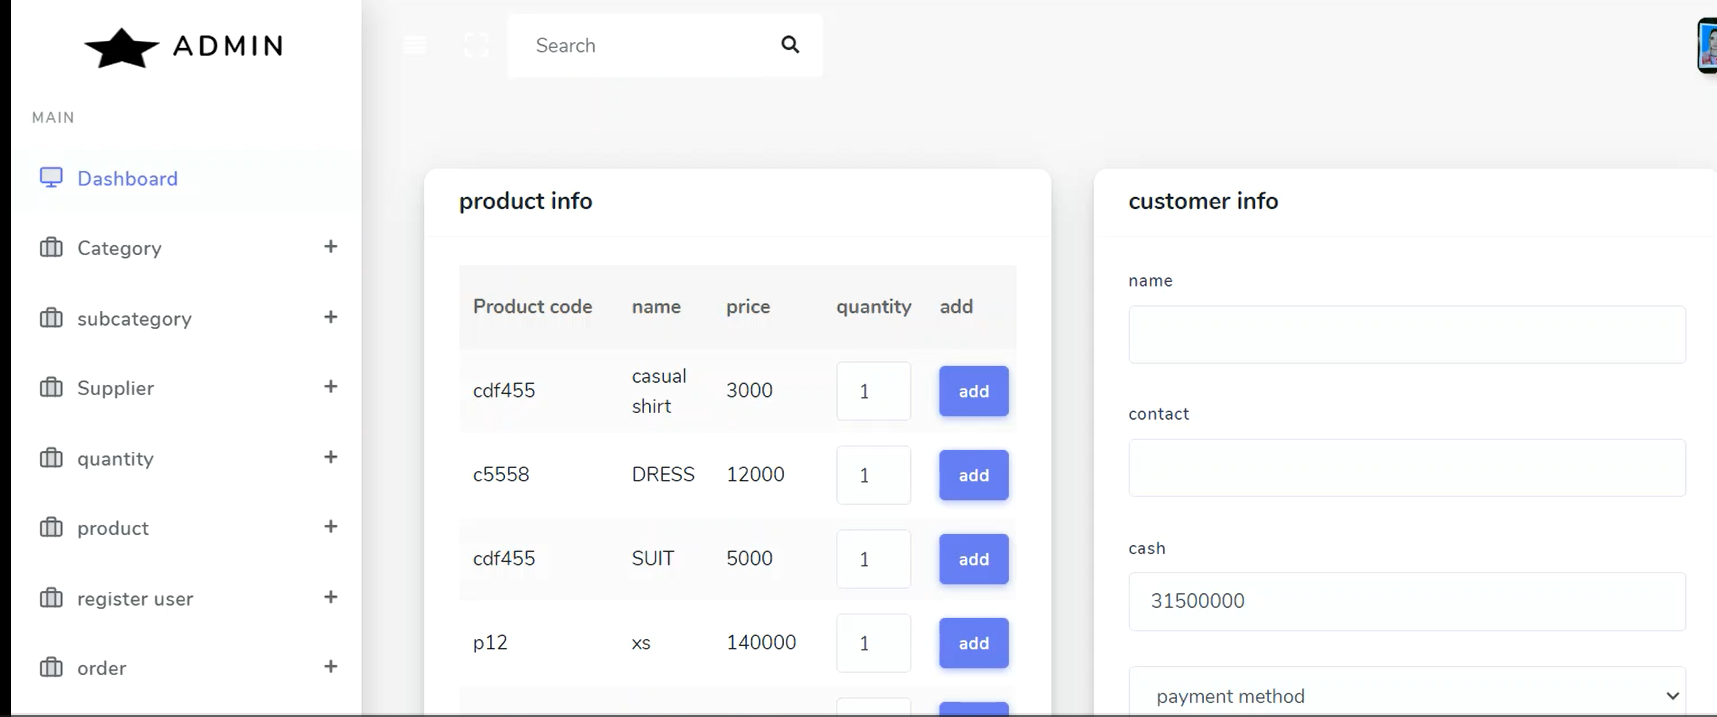 ADMIN
Search
MAIN
Dashboard
Category +
subcategory +
Supplier +
quantity +
product +
register user +
order +
product info
Product code name price quantity add
cdf455 casual shirt 3000 1 add
c5558 DRESS 12000 1 add
cdf455 SUIT 5000 1 add
p12 xs 140000 1 add
customer info
name
contact
cash
31500000
payment method